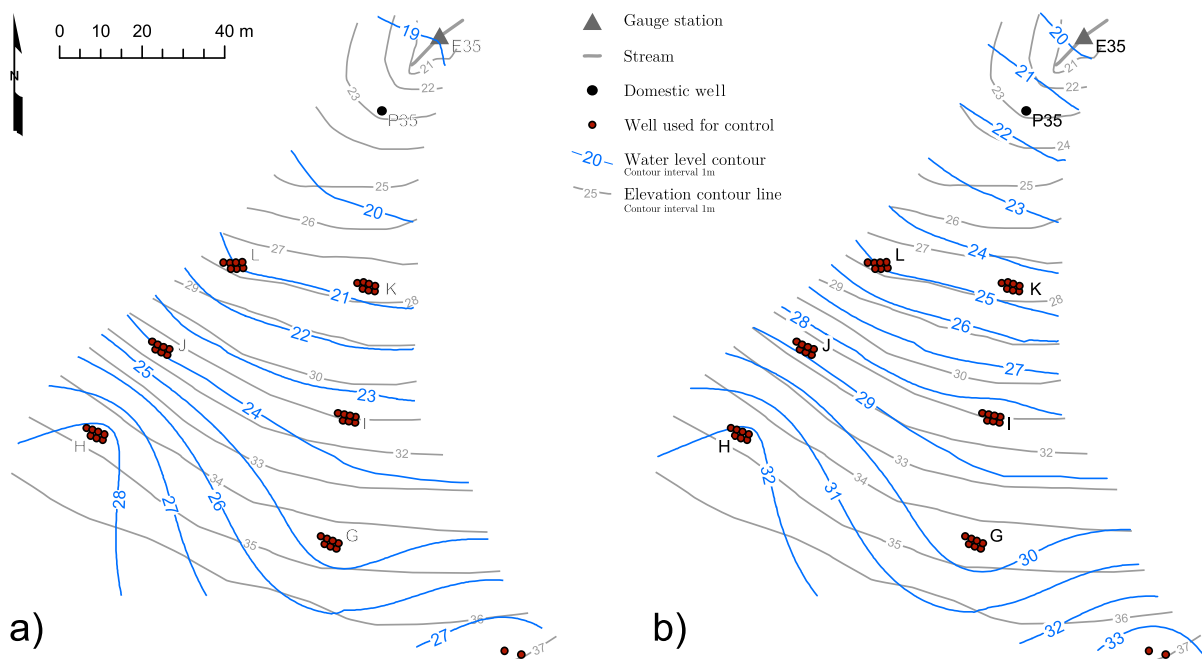 0 10 20 40 m
N
19
E35
21
22
23
P35
25
20
26
27
L
K
28
21
29
22
J
30
23
25
24
I
32
H
33
34
26
27
28
G
35
36
27
37
a)
Gauge station
Stream
Domestic well
Well used for control
20 Water level contour
Contour interval 1m
25 Elevation contour line
Contour interval 1m
20
E35
21
21
22
23
P35
22
24
25
23
26
24
27
L
K
25
28
29
26
28
J
27
30
29
I
32
H
33
32
34
31
G
35
30
36
32
33
37
b)